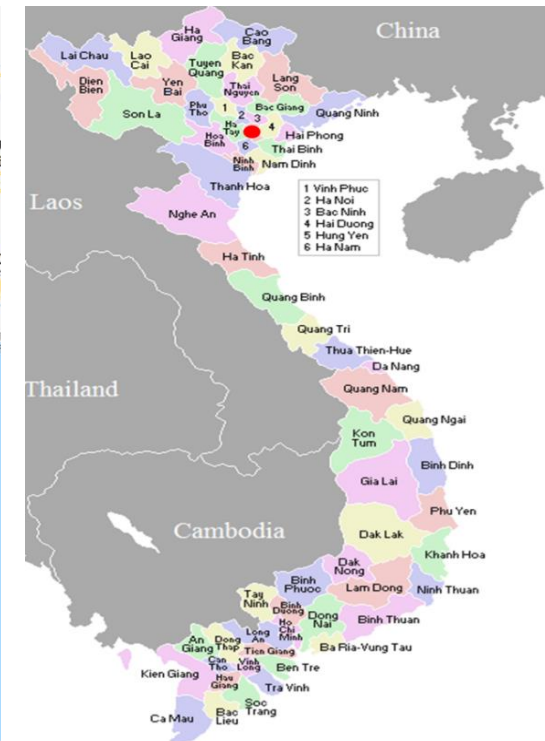 China
Ha
Giang
Cao
Bang
Lai Chau
Lao
Cai
Bac
Kan
Tuyen
Quang
Dien
Bien
Yen
Bai
Thai
Nguyen
Lang
Son
Son La
Phu
Tho
1
Bac Giang
Quang Ninh
2
3
Ha
Tay
4
Hoa
Binh
Hai Phong
6
Thai Binh
Ninh
Binh
Nam Dinh
Thanh Hoa
1 Vinh Phuc
2 Ha Noi
3 Bac Ninh
4 Hai Duong
5 Hung Yen
6 Ha Nam
Laos
Nghe An
Ha Tinh
Quang Binh
Quang Tri
Thua Thien-Hue
Da Nang
Thailand
Quang Nam
Quang Ngai
Kon
Tum
Binh Dinh
Gia Lai
Phu Yen
Cambodia
Dak Lak
Khanh Hoa
Dak
Nong
Binh
Phuoc
Lam Dong
Ninh Thuan
Tay
Ninh
Binh
Duong
Dong
Nai
Binh Thuan
Ho
Chi
Minh
Long
An
An
Giang
Dong
Thap
Tien Giang
Ba Ria-Vung Tau
Can
Tho
Vinh
Long
Ben Tre
Kien Giang
Hau
Giang
Tra Vinh
Soc
Trang
Ca Mau
Bac
Lieu